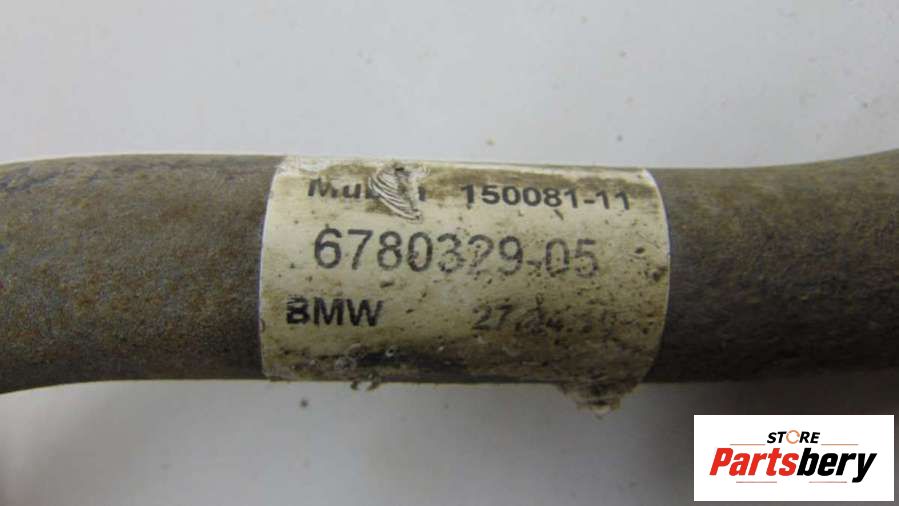 150081-11
6780329-05
BMW
STORE
Partsbery